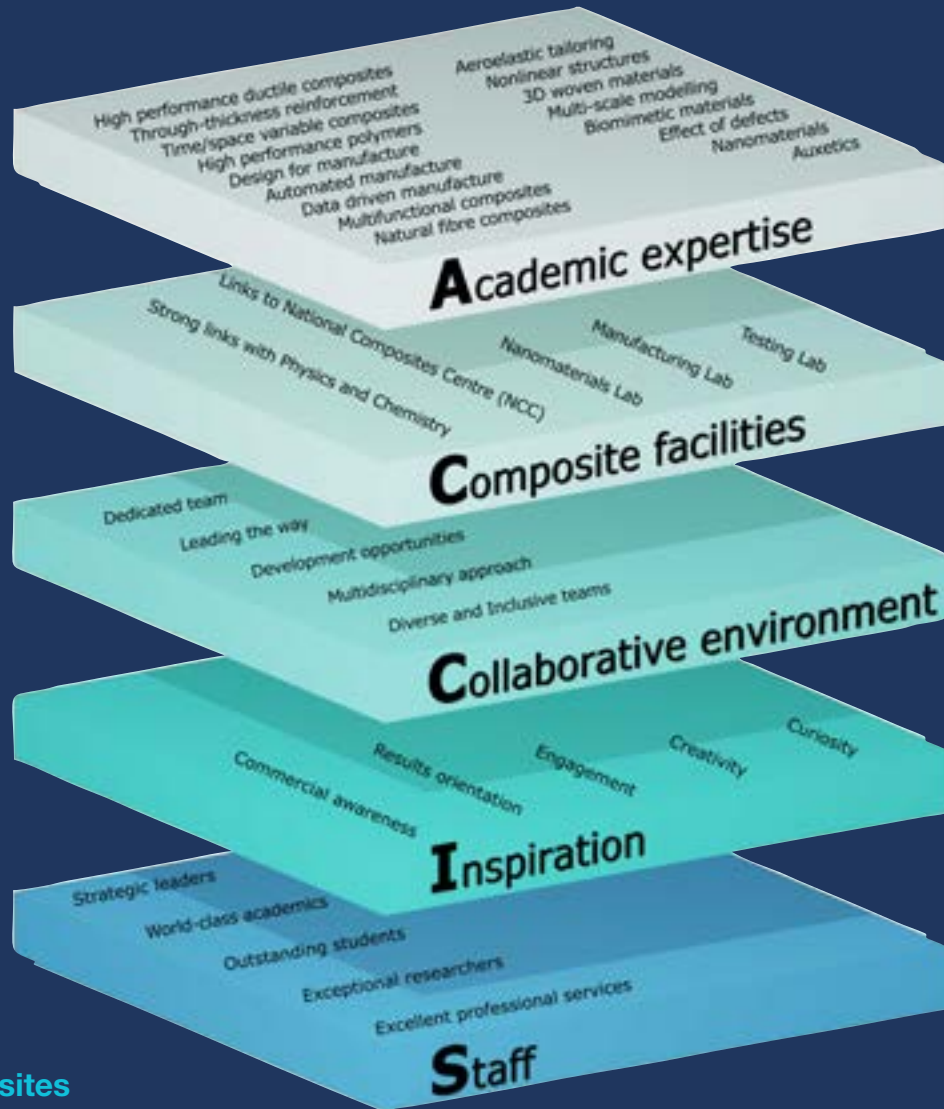 High performance ductile composites
Through-thickness reinforcement
Time/space variable composites
High performance polymers
Design for manufacture
Automated manufacture
Data driven manufacture
Multifunctional composites
Natural fibre composites
Aeroelastic tailoring
Nonlinear structures
3D woven materials
Multi-scale modelling
Biomimetic materials
Effect of defects
Nanomaterials
Auxetics
Academic expertise
Links to National Composites Centre (NCC)
Strong links with Physics and Chemistry
Nanomaterials Lab
Manufacturing Lab
Testing Lab
Composite facilities
Dedicated team
Leading the way
Development opportunities
Multidisciplinary approach
Diverse and Inclusive teams
Collaborative environment
Commercial awareness
Results orientation
Engagement
Creativity
Curiosity
Inspiration
Strategic leaders
World-class academics
Outstanding students
Exceptional researchers
Excellent professional services
Staff
sites